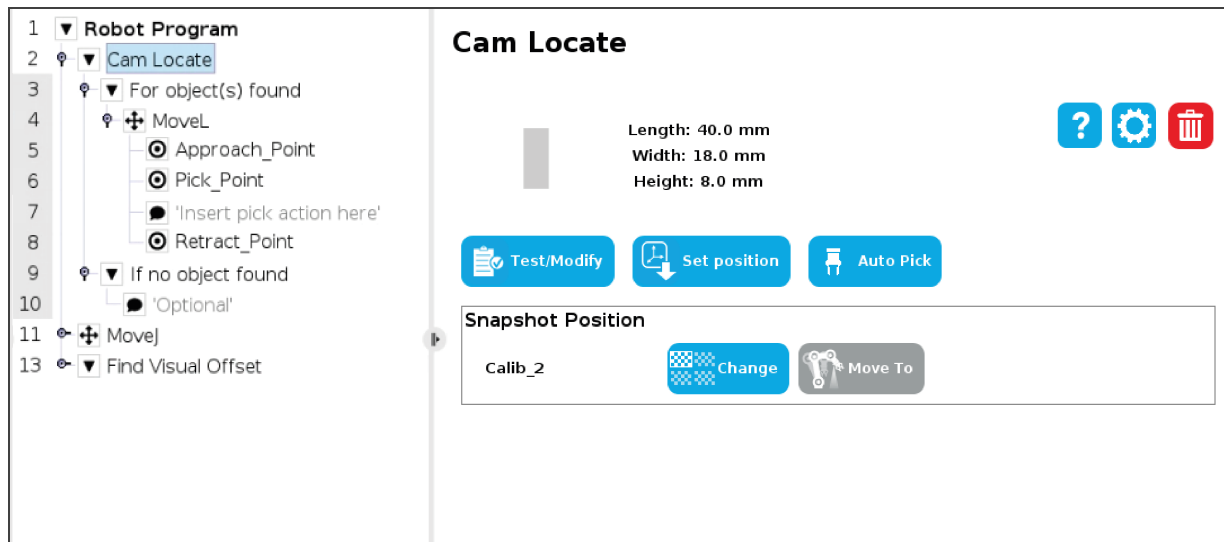 1 Robot Program
2 Cam Locate
3 For object(s) found
4 MoveL
5 Approach_Point
6 Pick_Point
7 'Insert pick action here'
8 Retract_Point
9 If no object found
10 'Optional'
11 MoveJ
13 Find Visual Offset
Cam Locate
Length: 40.0 mm
Width: 18.0 mm
Height: 8.0 mm
?
Test/Modify Set position Auto Pick
Snapshot Position
Calib_2 Change Move To